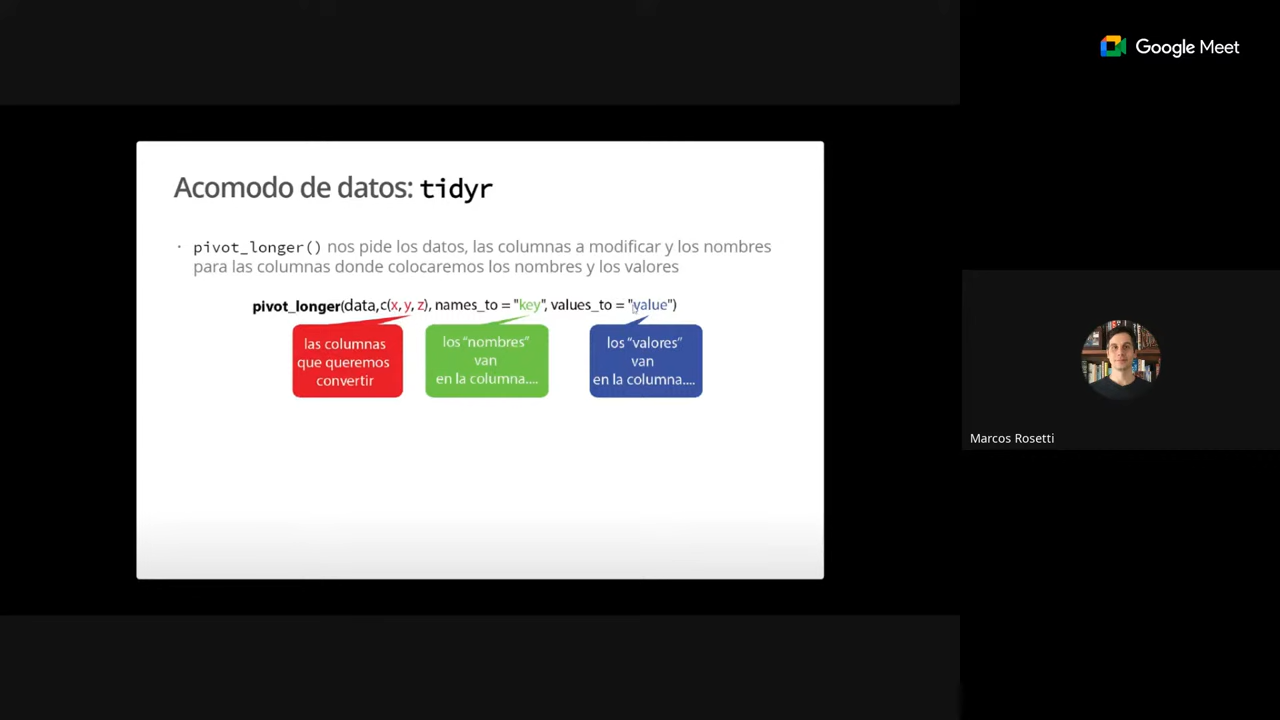 Google Meet
Acomodo de datos: tidyr
· pivot_longer() nos pide los datos, las columnas a modificar y los nombres
para las columnas donde colocaremos los nombres y los valores
pivot_longer(data,c(x, y, z), names_to = "key", values_to = "value")
las columnas
que queremos
convertir
los “nombres”
van
en la columna....
los “valores”
van
en la columna....
Marcos Rosetti